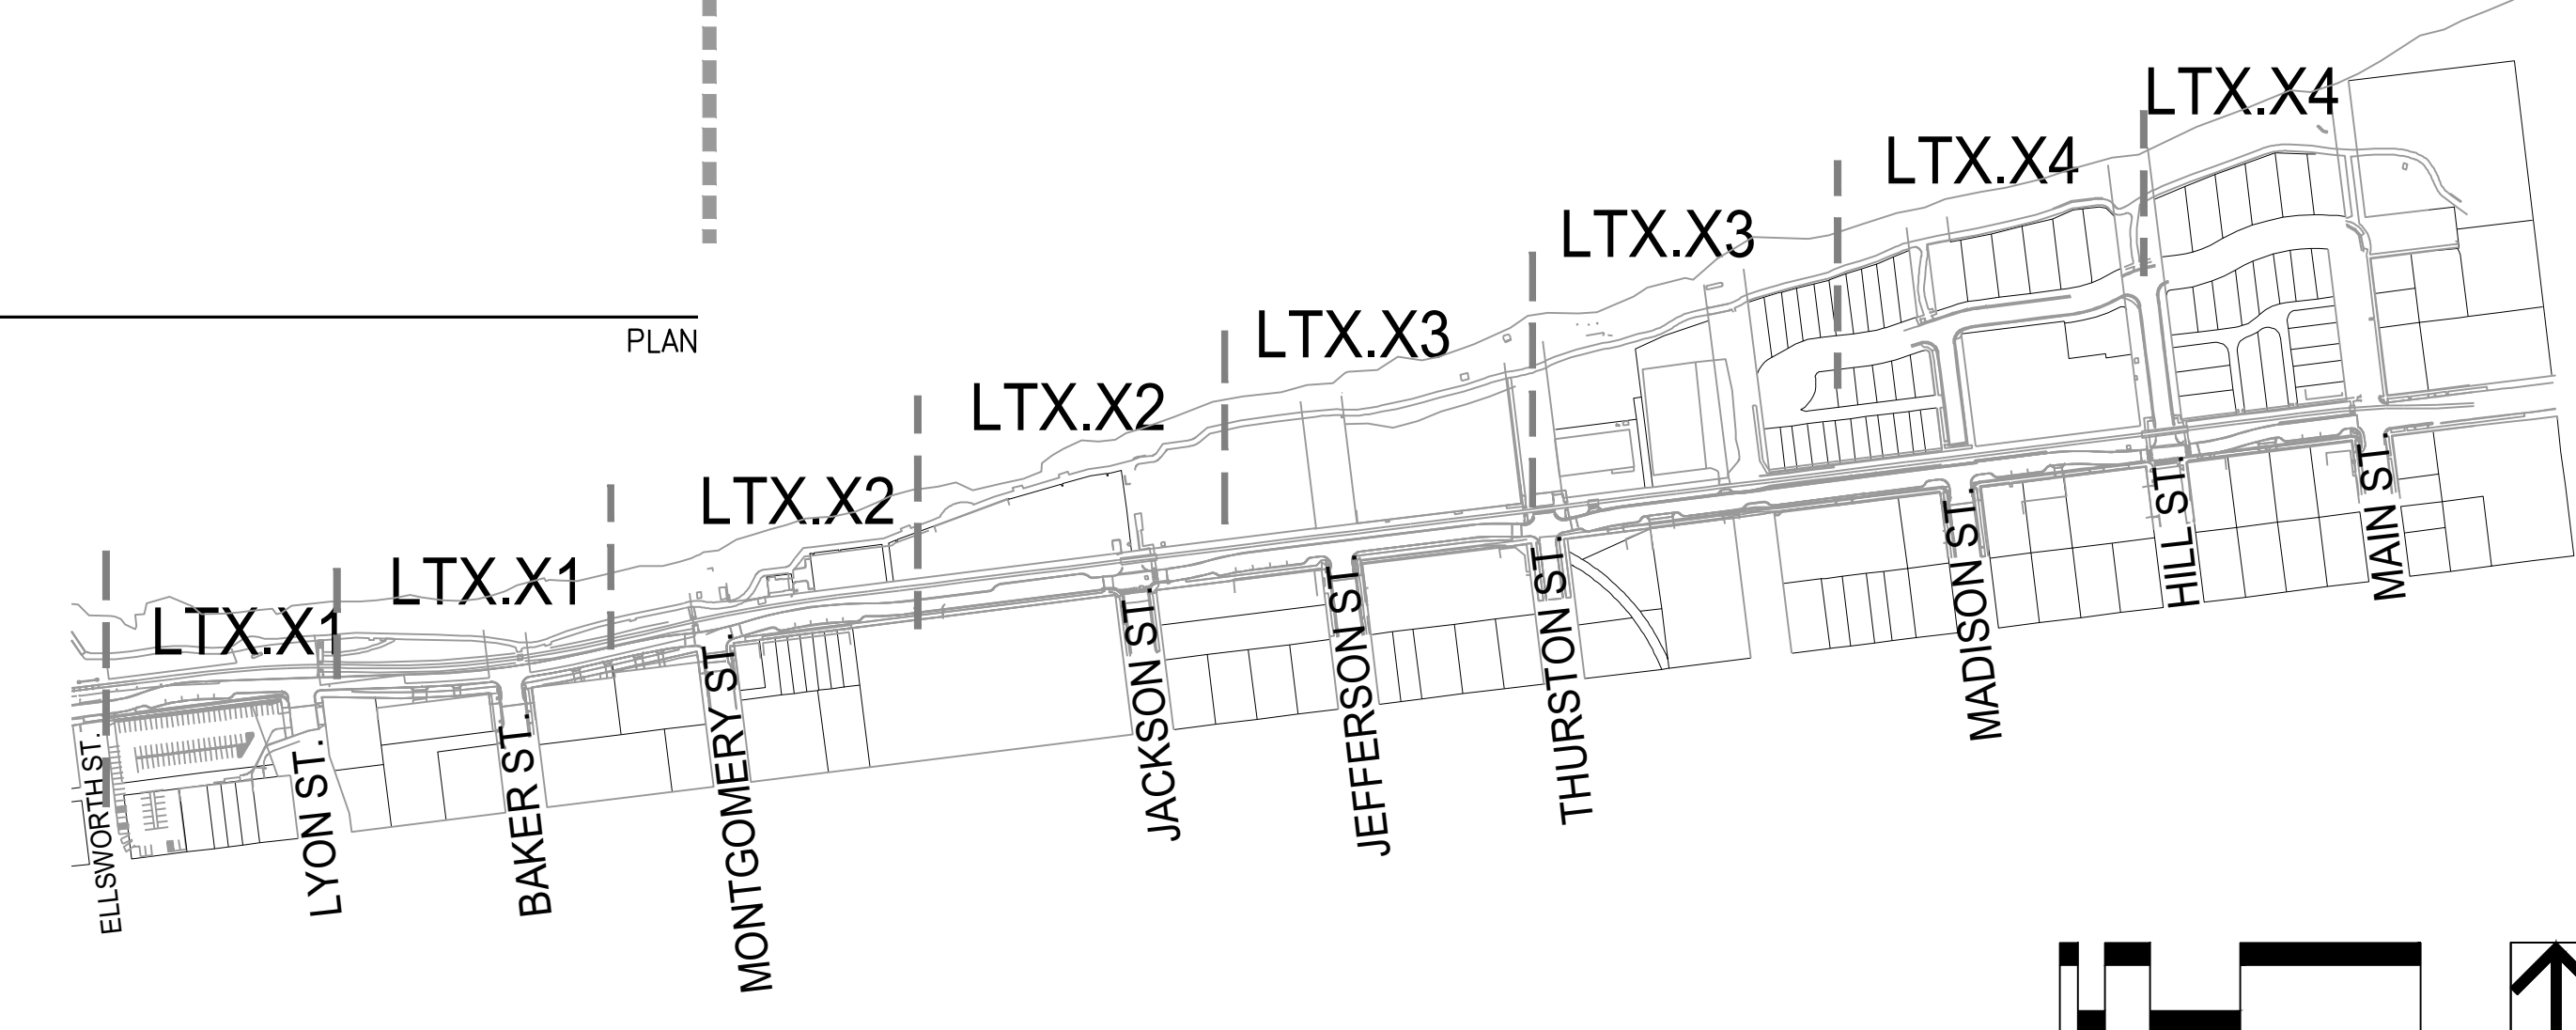 PLAN
LTX.X1
LTX.X1
LTX.X2
LTX.X2
LTX.X3
LTX.X3
LTX.X4
LTX.X4
ELLSWORTH ST.
LYON ST.
BAKER ST.
MONTGOMERY ST.
JACKSON ST.
JEFFERSON ST.
THURSTON ST.
MADISON ST.
HILL ST.
MAIN ST.